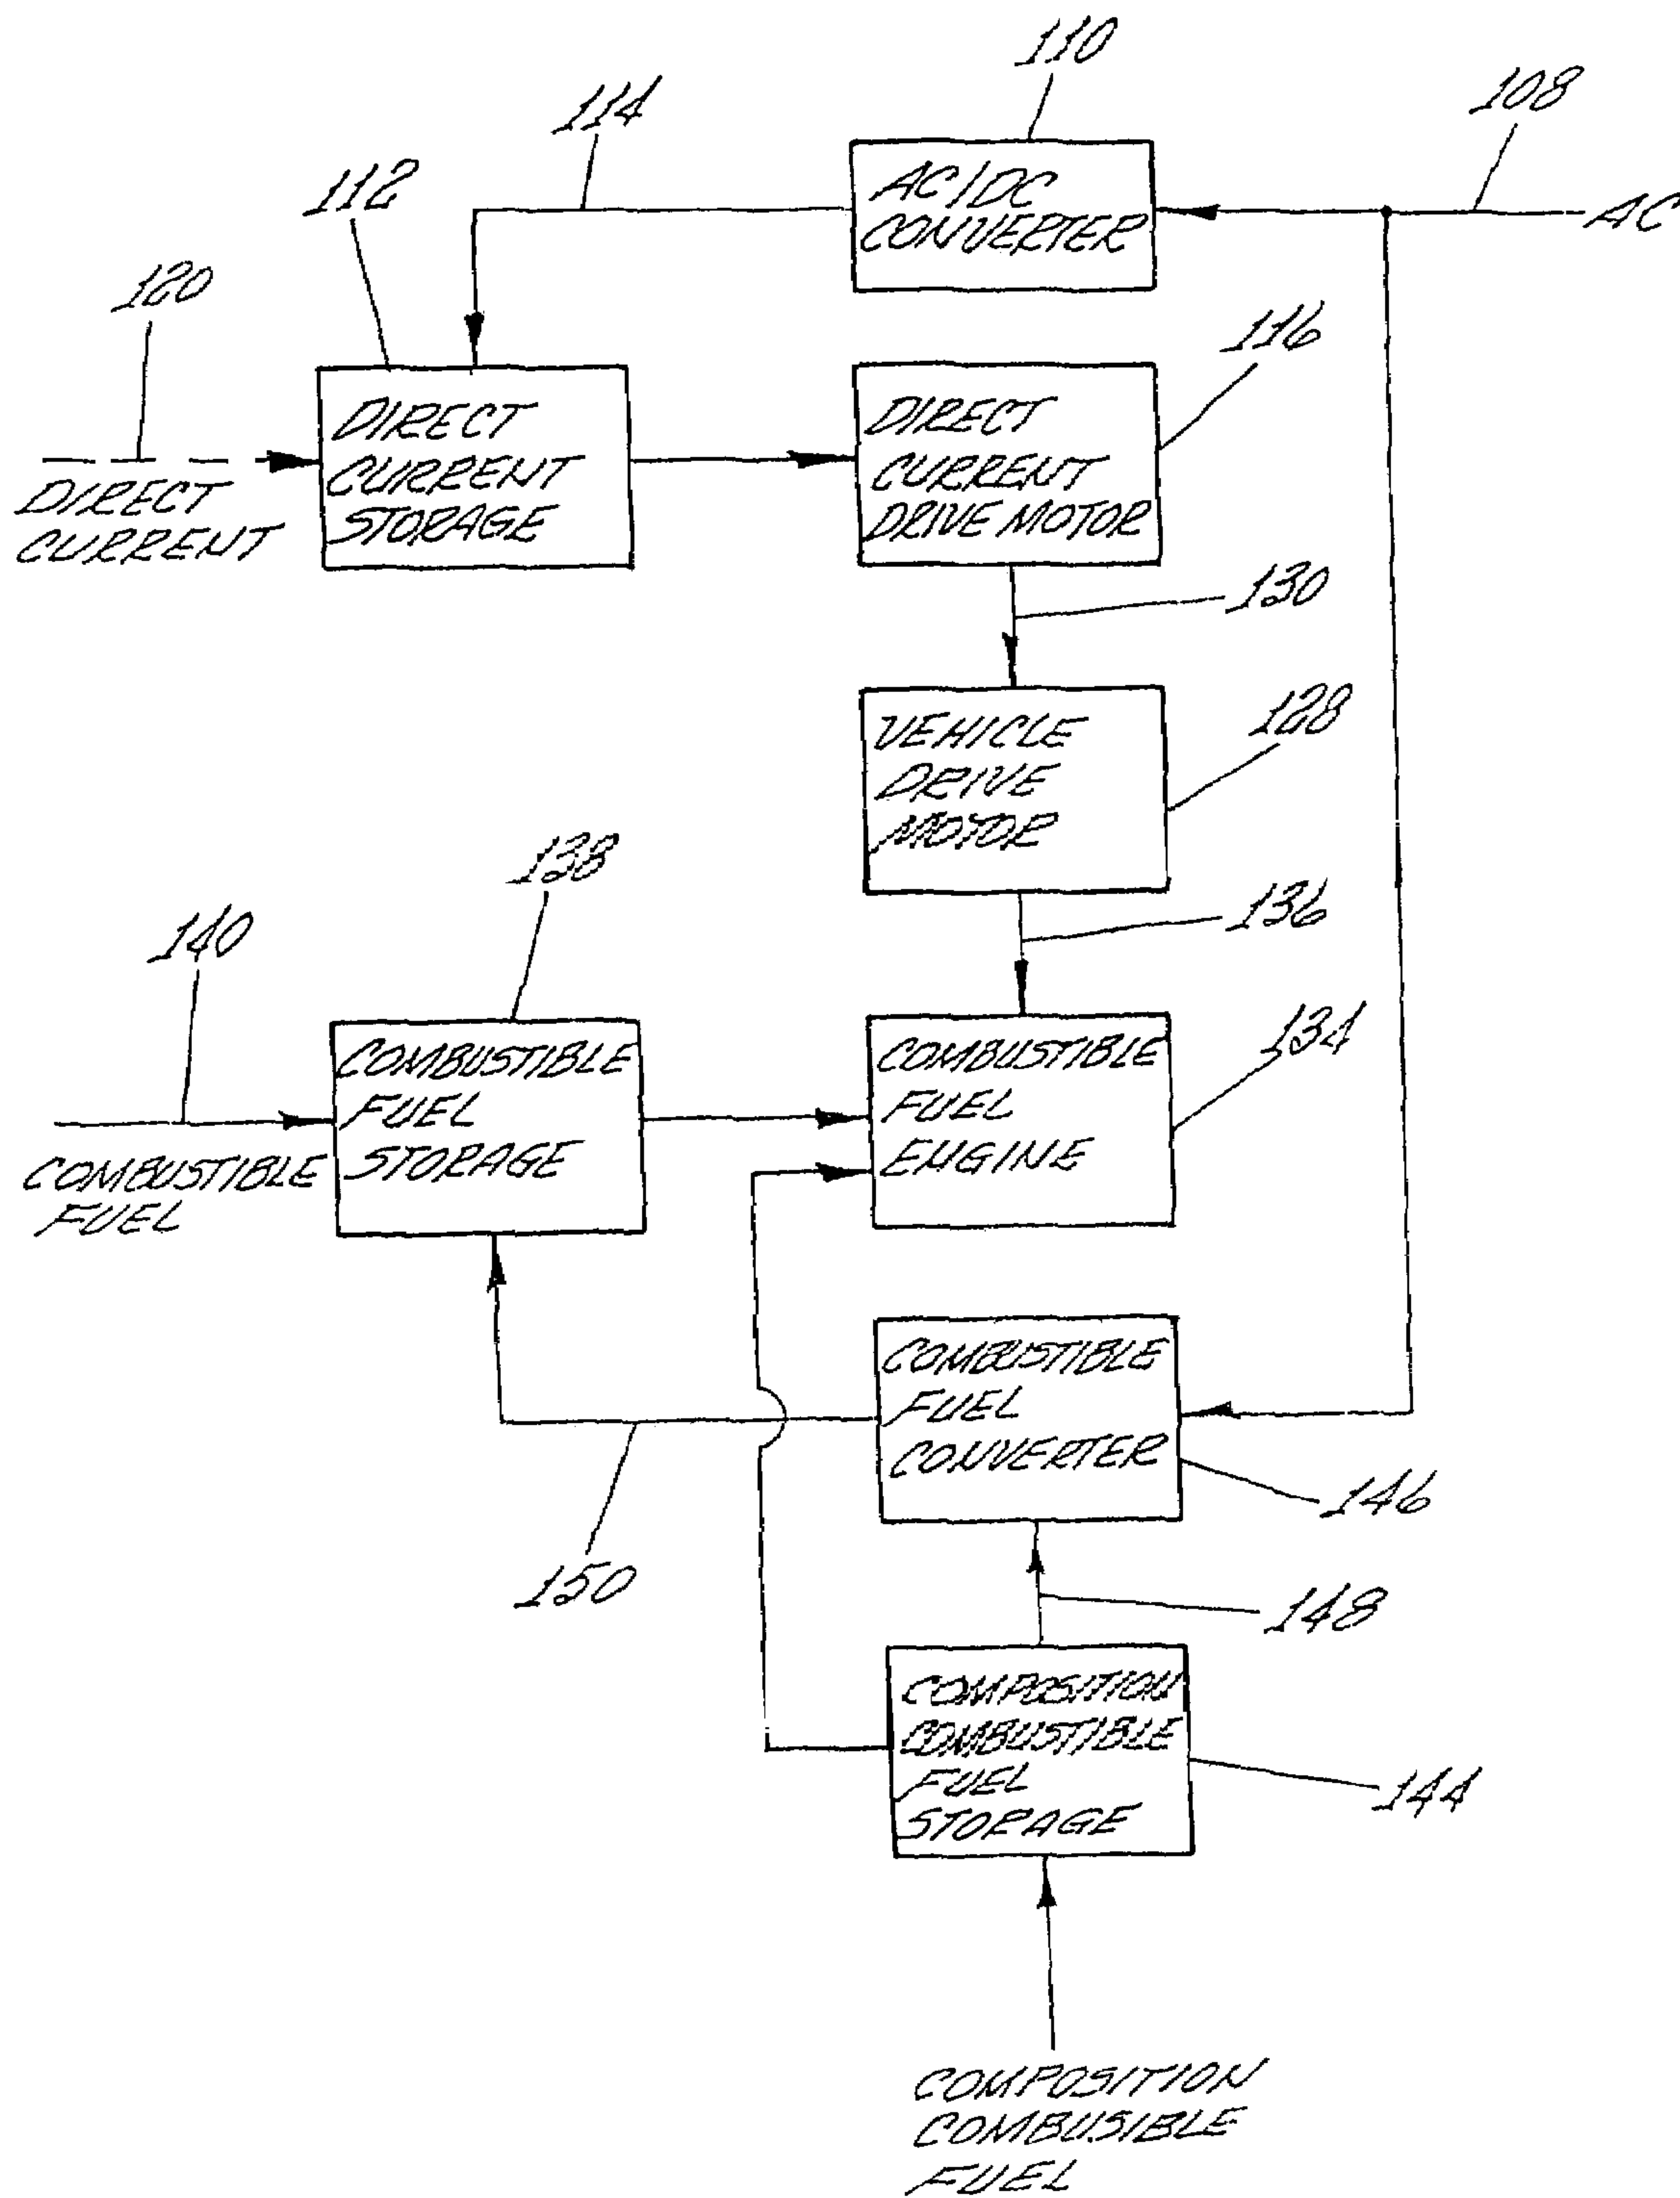 110
108
114
AC/DC
CONVERTER
AC
112
120
116
DIRECT
CURRENT
STORAGE
DIRECT
CURRENT
DRIVE MOTOR
DIRECT
CURRENT
130
128
VEHICLE
DRIVE
MOTOR
138
136
140
134
COMBUSTIBLE
FUEL
STORAGE
COMBUSTIBLE
FUEL
ENGINE
COMBUSTIBLE
FUEL
COMBUSTIBLE
FUEL
CONVERTER
146
150
148
COMPOSITION
COMBUSTIBLE
FUEL
STORAGE
144
COMPOSITION
COMBUSIBLE
FUEL